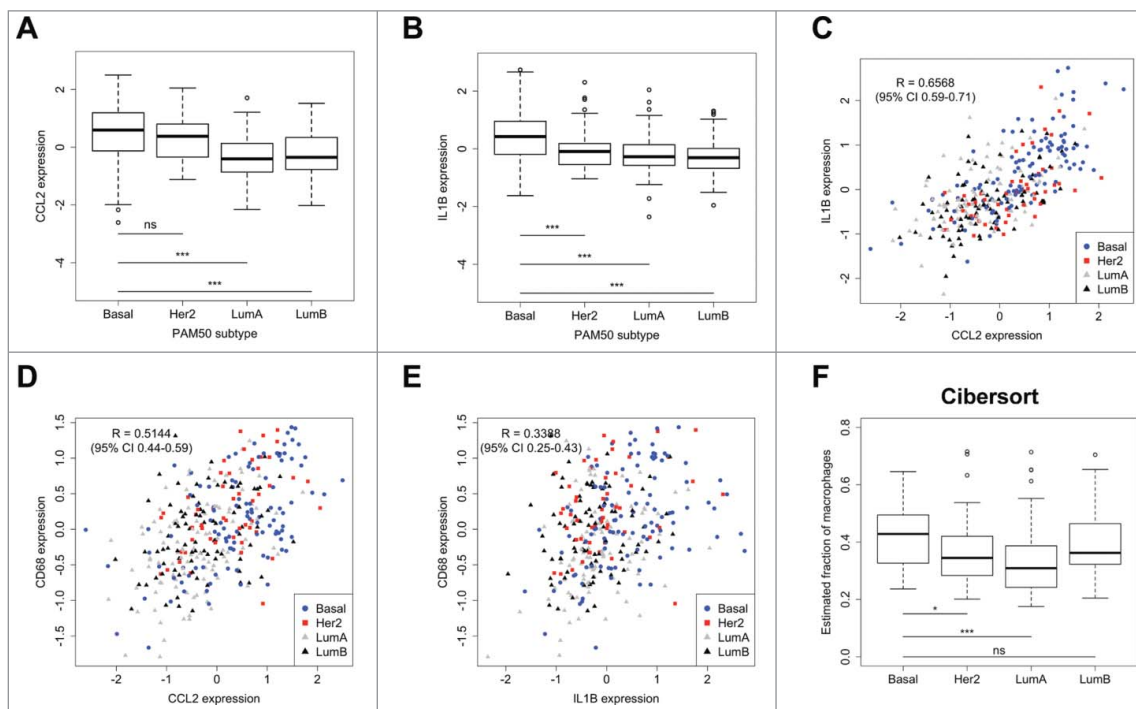 A
CCL2 expression
2
0
-2
-4
ns
***
***
Basal Her2 LumA LumB
PAM50 subtype
B
IL1B expression
2
0
-2
-4
***
***
***
Basal Her2 LumA LumB
PAM50 subtype
C
R = 0.6568
(95% CI 0.59-0.71)
IL1B expression
2
1
0
-1
-2
Basal
Her2
LumA
LumB
-2 -1 0 1 2
CCL2 expression
D
R = 0.5144
(95% CI 0.44-0.59)
CD68 expression
1.5
1.0
0.5
0.0
-0.5
-1.0
-1.5
Basal
Her2
LumA
LumB
-2 -1 0 1 2
CCL2 expression
E
R = 0.3388
(95% CI 0.25-0.43)
CD68 expression
1.5
1.0
0.5
0.0
-0.5
-1.0
-1.5
Basal
Her2
LumA
LumB
-2 -1 0 1 2
IL1B expression
F
Cibersort
Estimated fraction of macrophages
0.8
0.6
0.4
0.2
0.0
*
***
ns
Basal Her2 LumA LumB